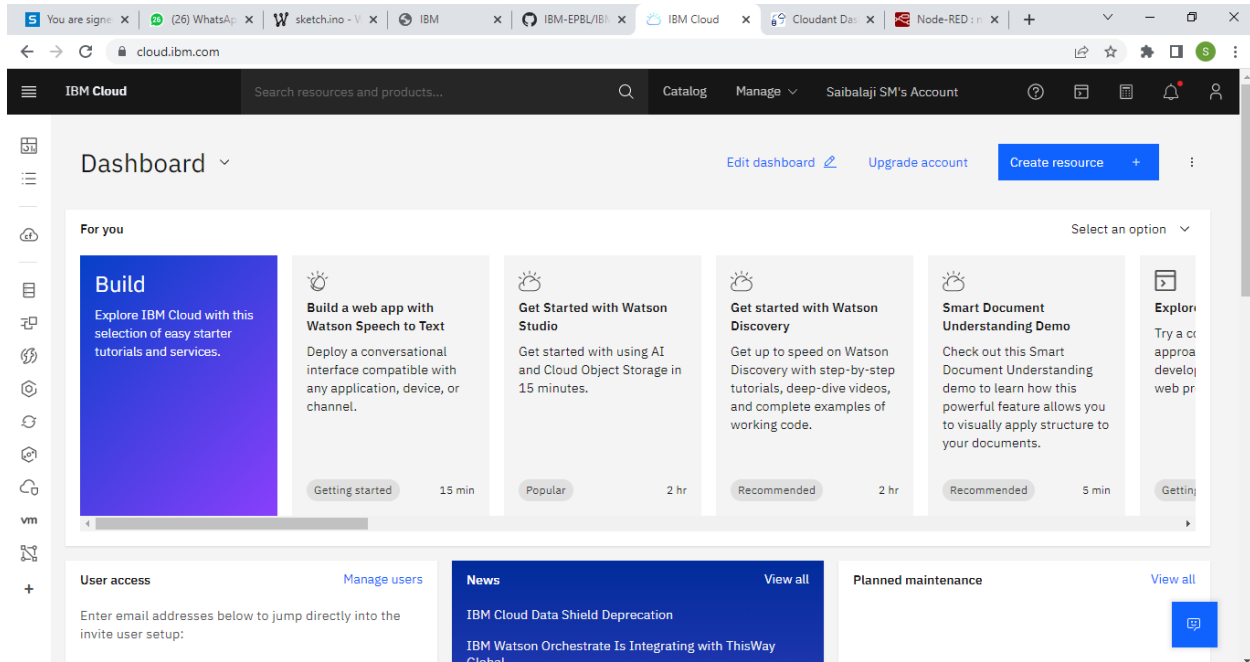 You are signe
(26) WhatsAp
sketch.ino - W
IBM
IBM-EPBL/IBM
IBM Cloud
Cloudant Das
Node-RED : n
cloud.ibm.com
S
IBM Cloud
Search resources and products...
Catalog
Manage
Saibalaji SM's Account
Dashboard
Edit dashboard
Upgrade account
Create resource +
For you
Select an option
Build
Explore IBM Cloud with this
selection of easy starter
tutorials and services.
Build a web app with
Watson Speech to Text
Deploy a conversational
interface compatible with
any application, device, or
channel.
Getting started
15 min
Get Started with Watson
Studio
Get started with using AI
and Cloud Object Storage in
15 minutes.
Popular
2 hr
Get started with Watson
Discovery
Get up to speed on Watson
Discovery with step-by-step
tutorials, deep-dive videos,
and complete examples of
working code.
Recommended
2 hr
Smart Document
Understanding Demo
Check out this Smart
Document Understanding
demo to learn how this
powerful feature allows you
to visually apply structure to
your documents.
Recommended
5 min
Explor
Try a co
approa
develop
web pr
Getting
vm
User access
Manage users
Enter email addresses below to jump directly into the
invite user setup:
News
View all
IBM Cloud Data Shield Deprecation
IBM Watson Orchestrate Is Integrating with ThisWay
Global
Planned maintenance
View all